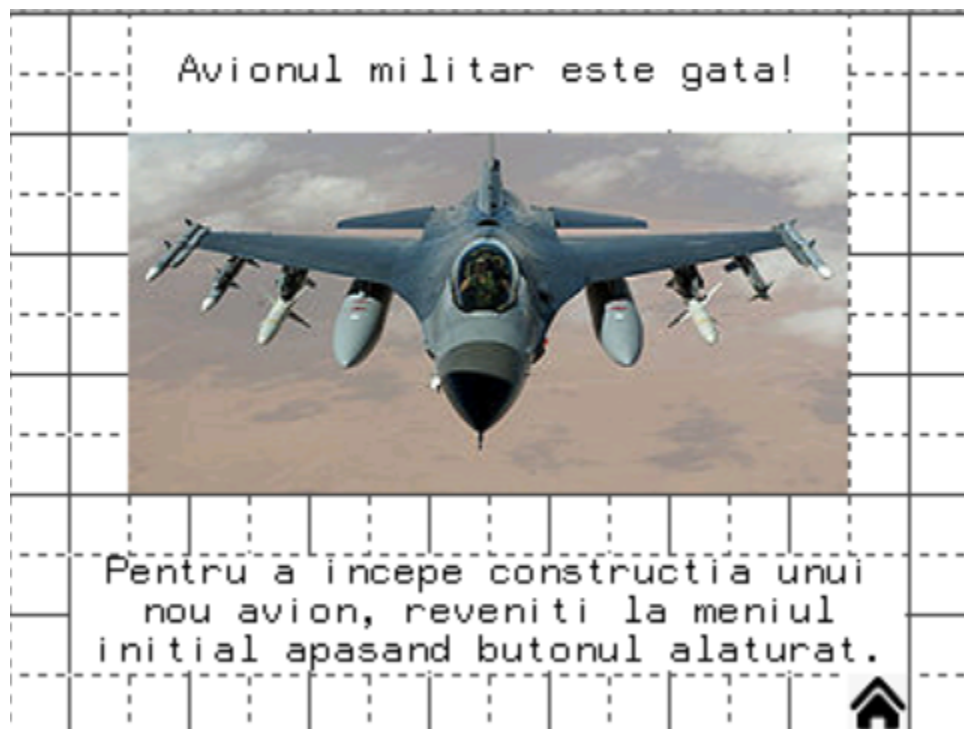 Avionul militar este gata!
Pentru a incepe constructia unui
nou avion, reveniti la meniul
initial apasand butonul alaturat.